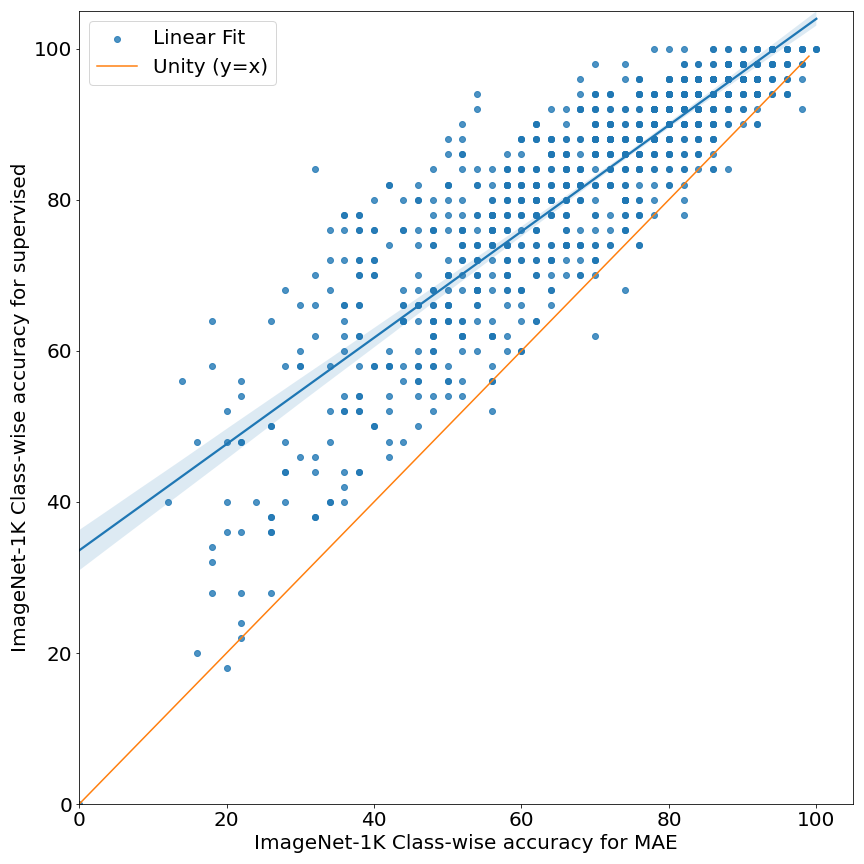 Linear Fit
Unity (y=x)
100
80
60
40
20
0
0 20 40 60 80 100
ImageNet-1K Class-wise accuracy for supervised
ImageNet-1K Class-wise accuracy for MAE